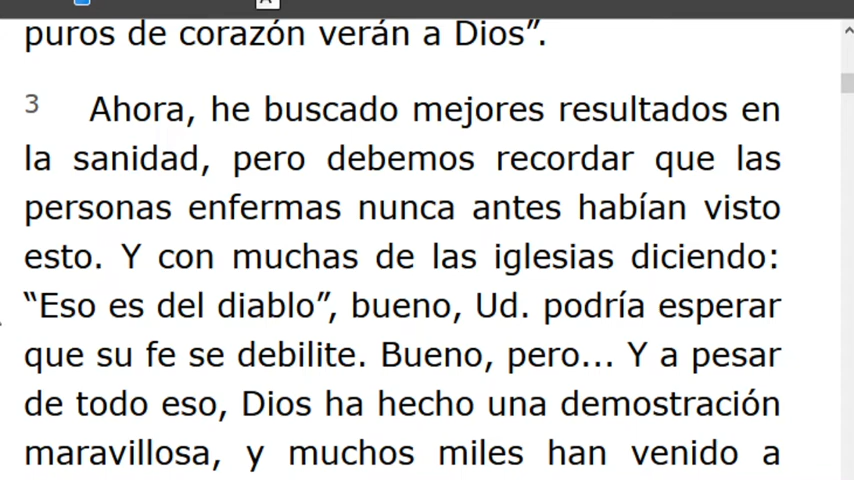 puros de corazón verán a Dios”.
3 Ahora, he buscado mejores resultados en
la sanidad, pero debemos recordar que las
personas enfermas nunca antes habían visto
esto. Y con muchas de las iglesias diciendo:
“Eso es del diablo”, bueno, Ud. podría esperar
que su fe se debilite. Bueno, pero... Y a pesar
de todo eso, Dios ha hecho una demostración
maravillosa, y muchos miles han venido a